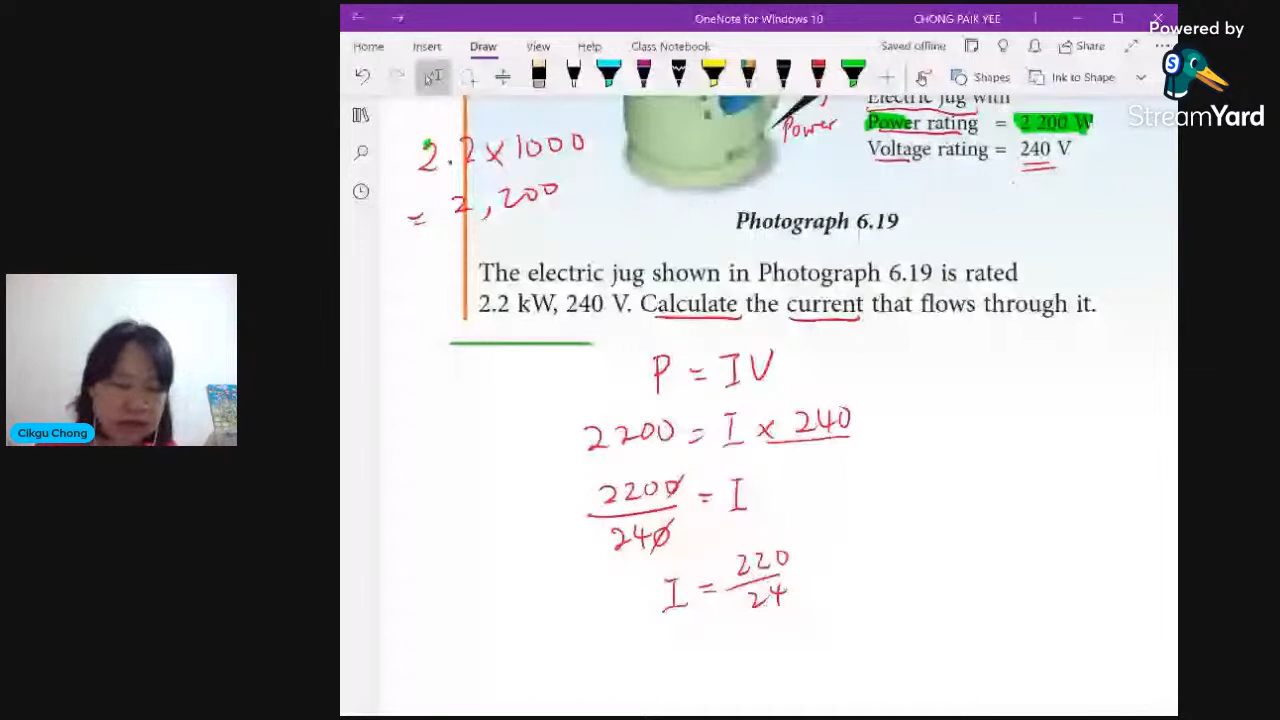 OneNote for Windows 10
CHONG PAIK YEE
Powered by
StreamYard
Home Insert Draw View Help Class Notebook
Saved offline
Share
Shapes
Ink to Shape
Electric jug with
Power
Power rating = 2 200 W
Voltage rating = 240 V
2.2 x 1000
= 2,200
Photograph 6.19
The electric jug shown in Photograph 6.19 is rated
2.2 kW, 240 V. Calculate the current that flows through it.
P = IV
2200 = I x 240
2200 = I
240
I = 220
24
Cikgu Chong